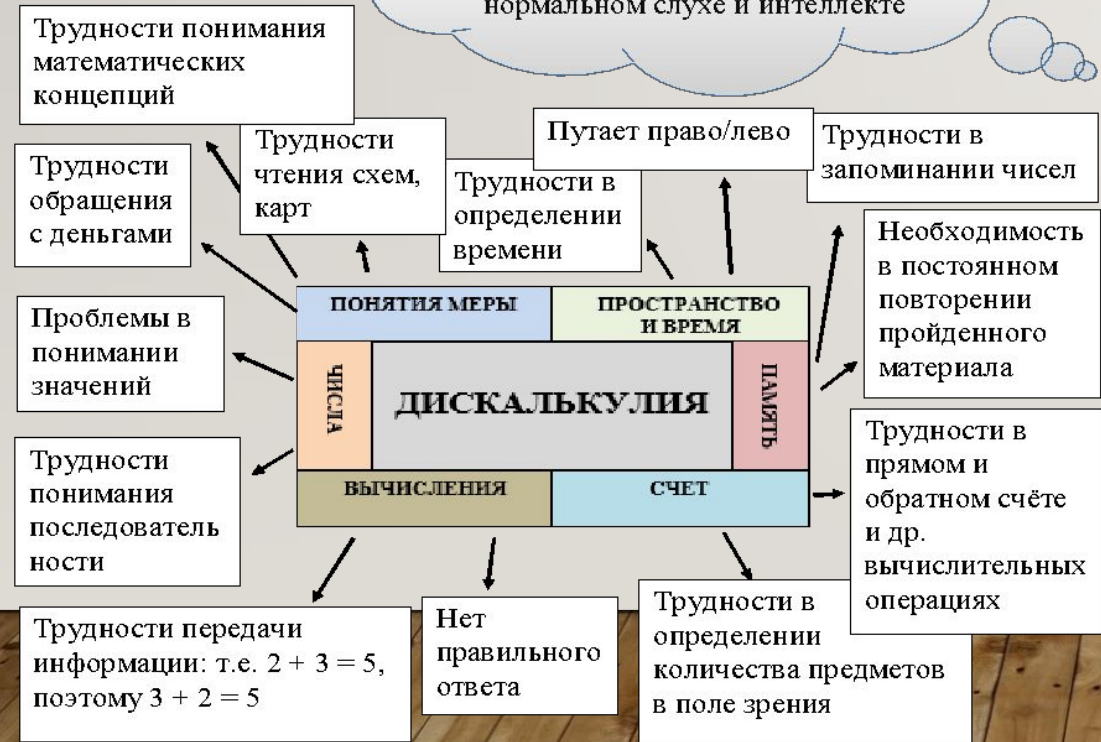 нормальном слухе и интеллекте
Трудности понимания
математических
концепций
Трудности
чтения схем,
карт
Путает право/лево
Трудности в
запоминании чисел
Трудности
обращения
с деньгами
Трудности в
определении
времени
Необходимость
в постоянном
повторении
пройденного
материала
ПОНЯТИЯ МЕРЫ
ПРОСТРАНСТВО
И ВРЕМЯ
Проблемы в
понимании
значений
ЧИСЛА
ДИСКАЛЬКУЛИЯ
ПАМЯТЬ
Трудности
понимания
последователь
ности
ВЫЧИСЛЕНИЯ
СЧЕТ
Трудности в
прямом и
обратном счёте
и др.
вычислительных
операциях
Трудности передачи
информации: т.е. 2 + 3 = 5,
поэтому 3 + 2 = 5
Нет
правильного
ответа
Трудности в
определении
количества предметов
в поле зрения